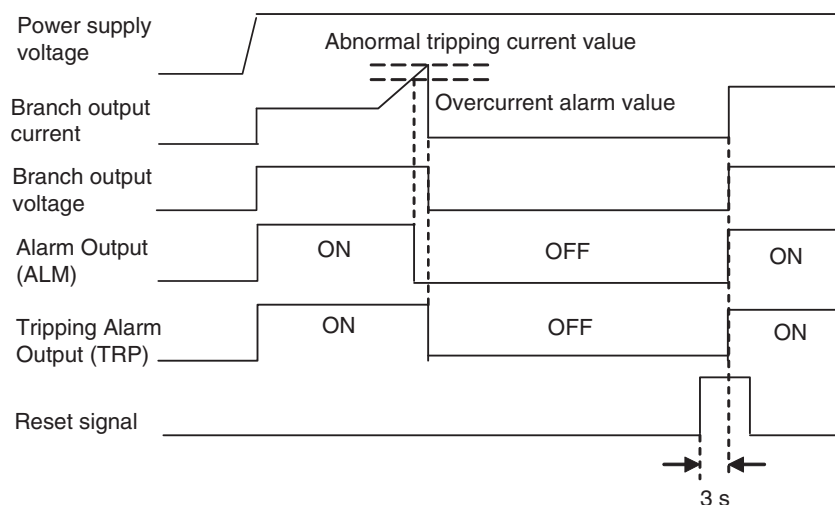 Power supply
voltage
Abnormal tripping current value
Branch output
current
Overcurrent alarm value
Branch output
voltage
Alarm Output
(ALM)
ON
OFF
ON
Tripping Alarm
Output (TRP)
ON
OFF
ON
Reset signal
3 s